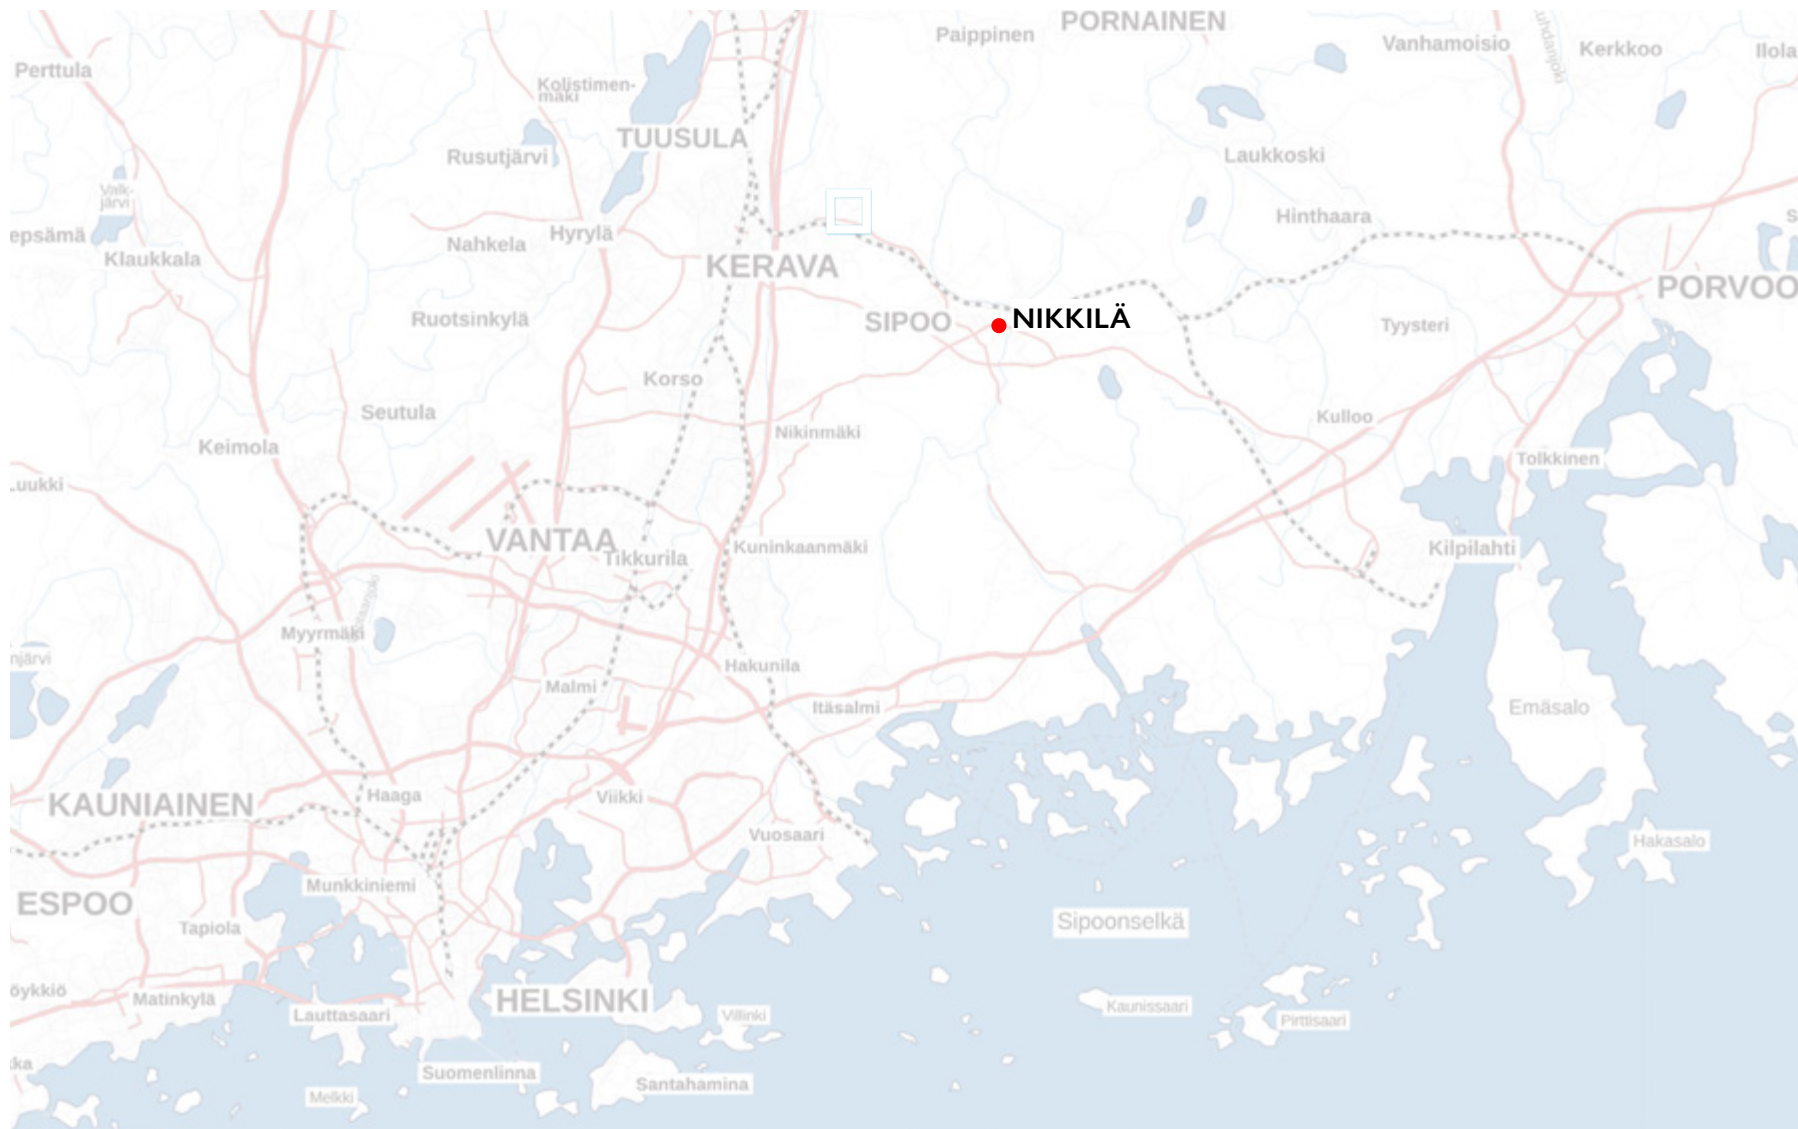 PORNAINEN
Paippinen
Vanhamoisio
Kerkkoo
Ilola
Perttula
Kolistimen-
mäki
TUUSULA
Rusutjärvi
Laukkoski
Valk-
järvi
Hinthaara
epsämä
Nahkela
Hyrylä
Klaukkala
KERAVA
PORVOO
Ruotsinkylä
SIPOO
NIKKILÄ
Tyysteri
Korso
Seutula
Kulloo
Nikinmäki
Keimola
Tolkkinen
uukki
VANTAA
Tikkurila
Kuninkaanmäki
Kilpilahti
Myyrmäki
njärvi
Hakunila
Malmi
Itäsalmi
Emäsalo
KAUNIAINEN
Haaga
Viikki
Vuosaari
Hakasalo
Munkkiniemi
ESPOO
Tapiola
Sipoonselkä
öykkiö
Matinkylä
Lauttasaari
HELSINKI
Villinki
Kaunissaari
Pirttisaari
kka
Suomenlinna
Santahamina
Melkki